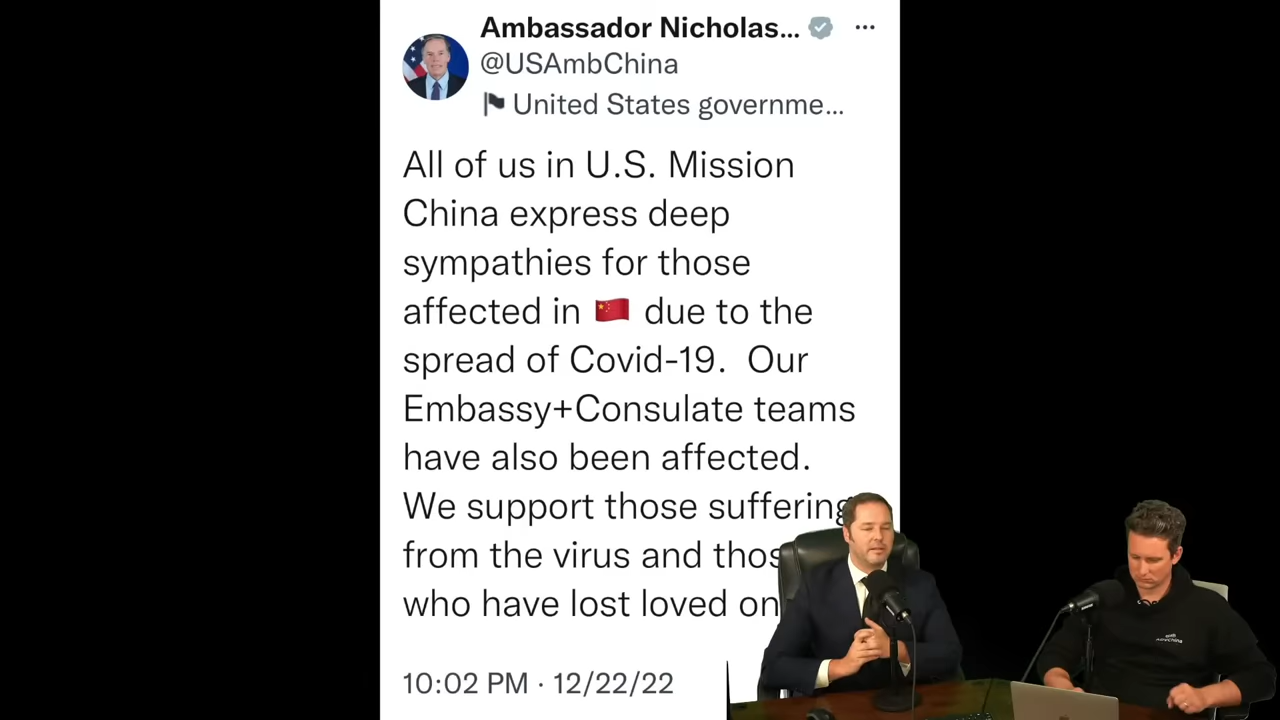 Ambassador Nicholas...
@USAmbChina
United States governme...
All of us in U.S. Mission
China express deep
sympathies for those
affected in 🇨🇳 due to the
spread of Covid-19. Our
Embassy+Consulate teams
have also been affected.
We support those suffering
from the virus and thos
who have lost loved on
10:02 PM · 12/22/22